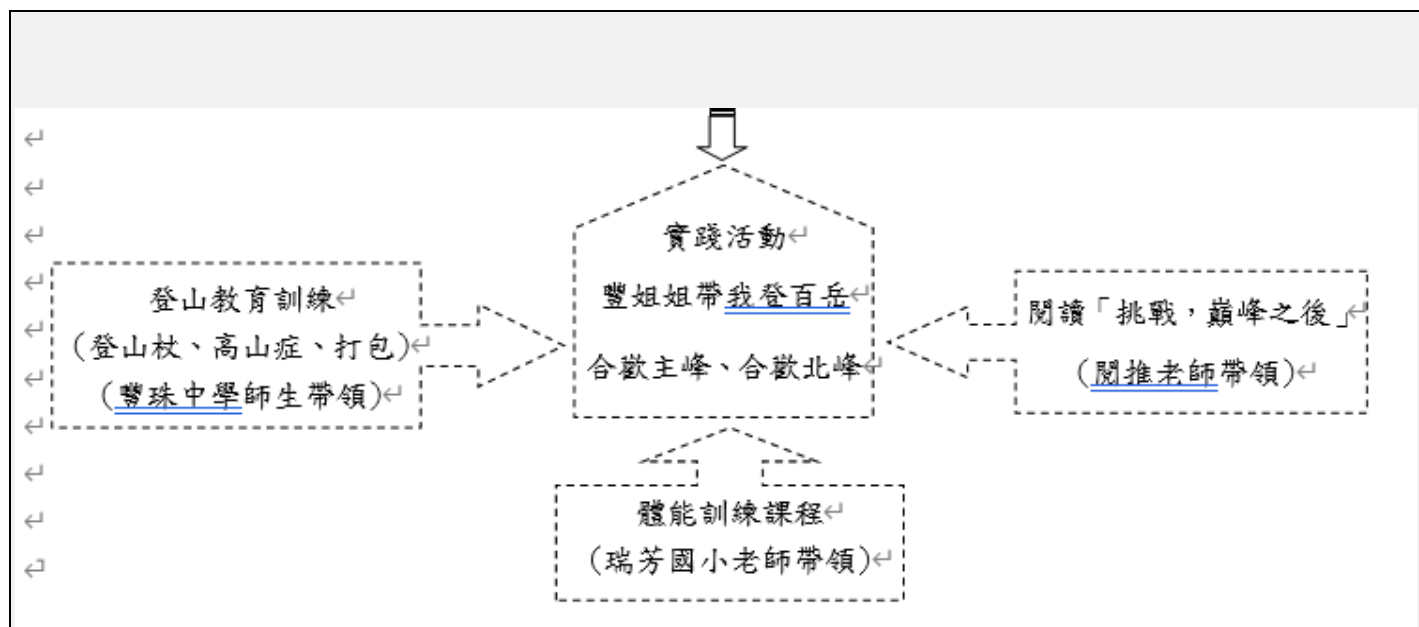 實踐活動
豐姐姐帶我登百岳
合歡主峰、合歡北峰
登山教育訓練
(登山杖、高山症、打包)
(豐珠中學師生帶領)
閱讀「挑戰，巔峰之後」
(閱推老師帶領)
體能訓練課程
(瑞芳國小老師帶領)